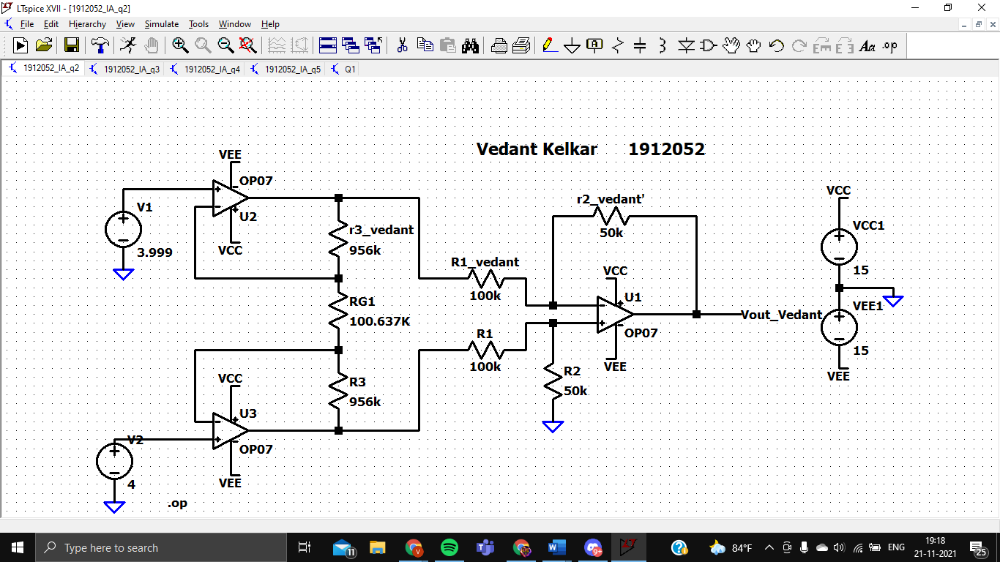 LTspice XVII - [1912052_IA_q2]
File Edit Hierarchy View Simulate Tools Window Help
.op
1912052_IA_q2 1912052_IA_q3 1912052_IA_q4 1912052_IA_q5 Q1
Vedant Kelkar 1912052
VEE
OP07
V1
U2
3.999
VCC
r3_vedant
956k
RG1
100.637K
R3
956k
VCC
U3
V2
OP07
4
VEE
.op
R1_vedant
100k
R1
100k
r2_vedant'
50k
VCC
U1
OP07
VEE
R2
50k
Vout_Vedant
VCC
VCC1
15
VEE1
15
VEE
Type here to search
11
9+
84°F
ENG
19:18
21-11-2021
25